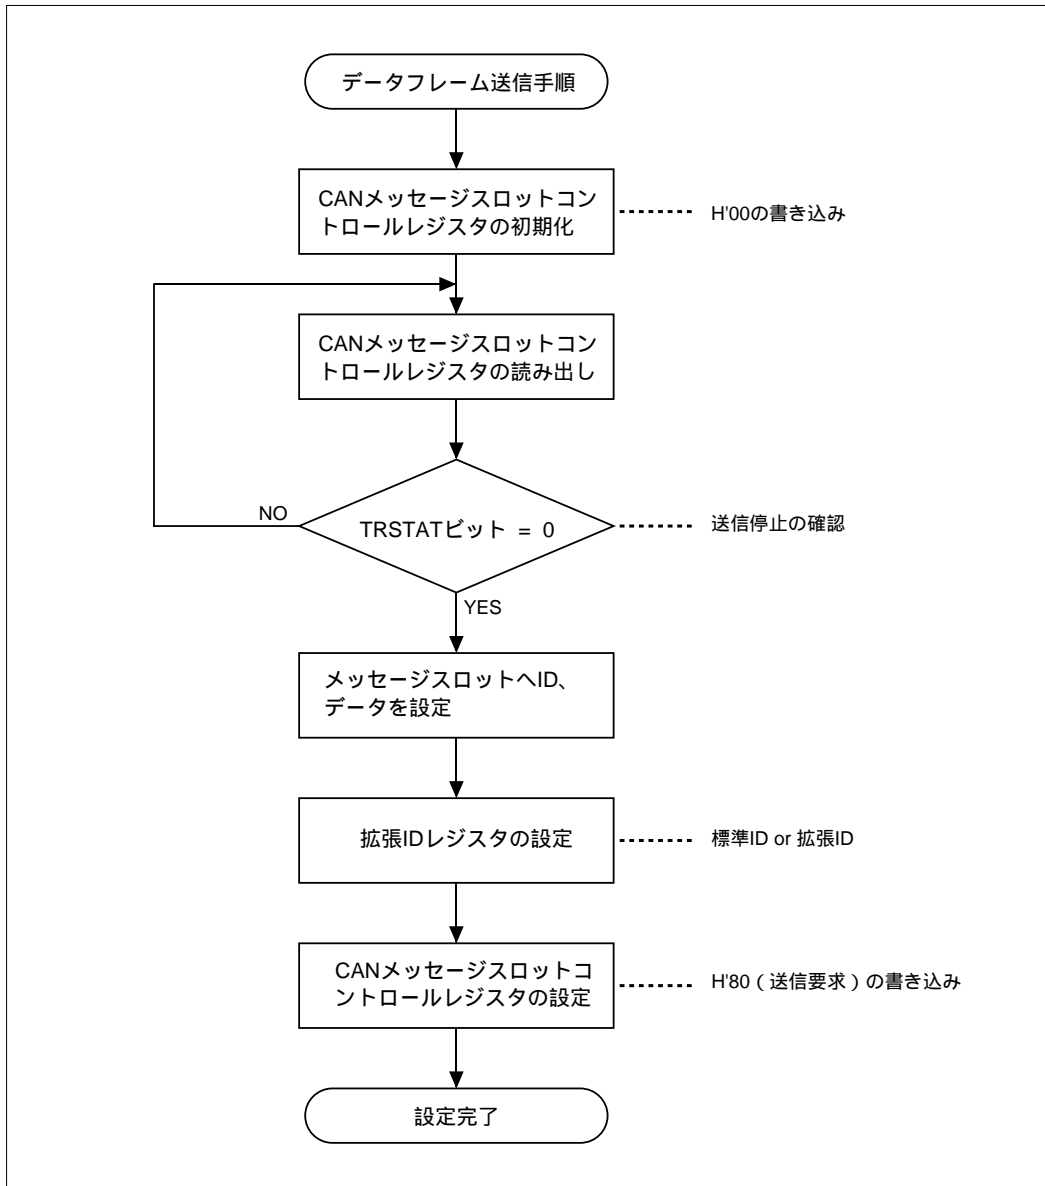 データフレーム送信手順
CANメッセージスロットコン
トロールレジスタの初期化
H'00の書き込み
CANメッセージスロットコン
トロールレジスタの読み出し
NO
TRSTATビット = 0
送信停止の確認
YES
メッセージスロットへID、
データを設定
拡張IDレジスタの設定
標準ID or 拡張ID
CANメッセージスロットコ
ントロールレジスタの設定
H'80（送信要求）の書き込み
設定完了